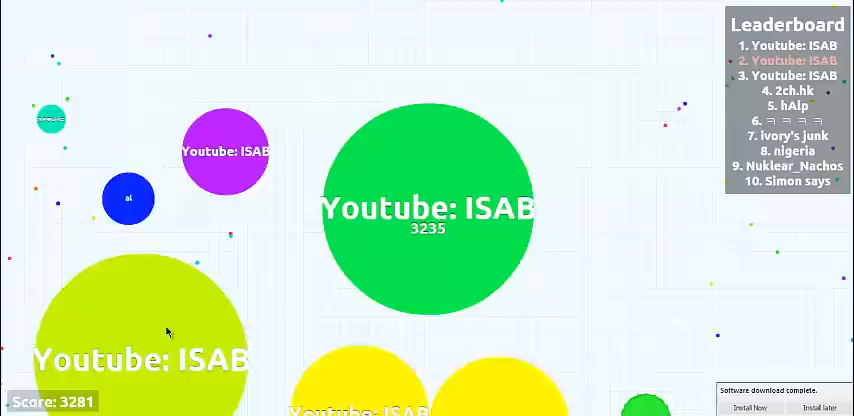 Leaderboard
1. Youtube: ISAB
2. Youtube: ISAB
3. Youtube: ISAB
4. 2ch.hk
5. hAlp
6. ㅋ ㅋ ㅋ ㅋ
7. ivory's junk
8. nigeria
9. Nuklear_Nachos
10. Simon says
Youtube: ISAB
al
Youtube: ISAB
3235
Youtube: ISAB
Youtube: ISAB
Score: 3281
Software download complete.
Install Now
Install later